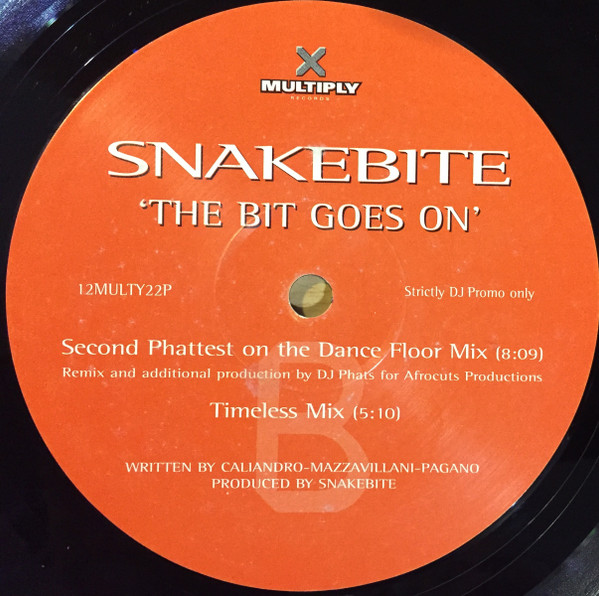 X
MULTIPLY
RECORDS
SNAKEBITE
‘THE BIT GOES ON’
12MULTY22P
Strictly DJ Promo only
Second Phattest on the Dance Floor Mix (8:09)
Remix and additional production by DJ Phats for Afrocuts Productions
Timeless Mix (5:10)
B
WRITTEN BY CALIANDRO-MAZZAVILLANI-PAGANO
PRODUCED BY SNAKEBITE